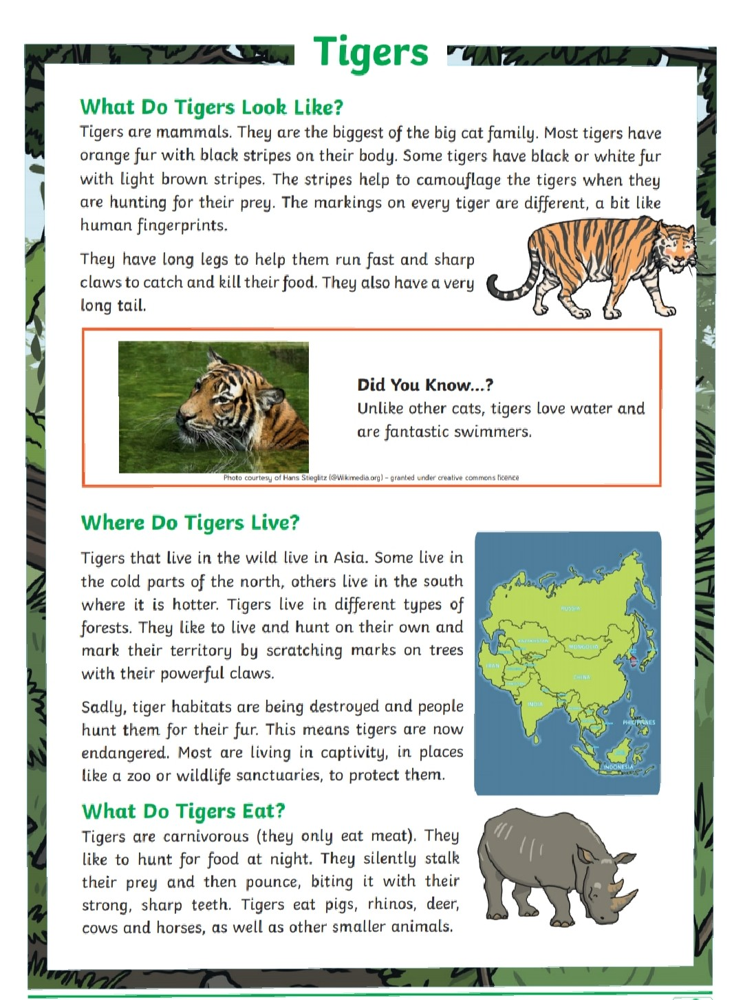 Tigers
What Do Tigers Look Like?
Tigers are mammals. They are the biggest of the big cat family. Most tigers have
orange fur with black stripes on their body. Some tigers have black or white fur
with light brown stripes. The stripes help to camouflage the tigers when they
are hunting for their prey. The markings on every tiger are different, a bit like
human fingerprints.
They have long legs to help them run fast and sharp
claws to catch and kill their food. They also have a very
long tail.
Did You Know...?
Unlike other cats, tigers love water and
are fantastic swimmers.
Photo courtesy of Hans Stieglitz (@Wikimedia.org) – granted under creative commons licence
Where Do Tigers Live?
Tigers that live in the wild live in Asia. Some live in
the cold parts of the north, others live in the south
where it is hotter. Tigers live in different types of
forests. They like to live and hunt on their own and
mark their territory by scratching marks on trees
with their powerful claws.
Sadly, tiger habitats are being destroyed and people
hunt them for their fur. This means tigers are now
endangered. Most are living in captivity, in places
like a zoo or wildlife sanctuaries, to protect them.
RUSSIA
KAZAKHSTAN
MONGOLIA
IRAN
CHINA
INDIA
PHILIPPINES
INDONESIA
What Do Tigers Eat?
Tigers are carnivorous (they only eat meat). They
like to hunt for food at night. They silently stalk
their prey and then pounce, biting it with their
strong, sharp teeth. Tigers eat pigs, rhinos, deer,
cows and horses, as well as other smaller animals.